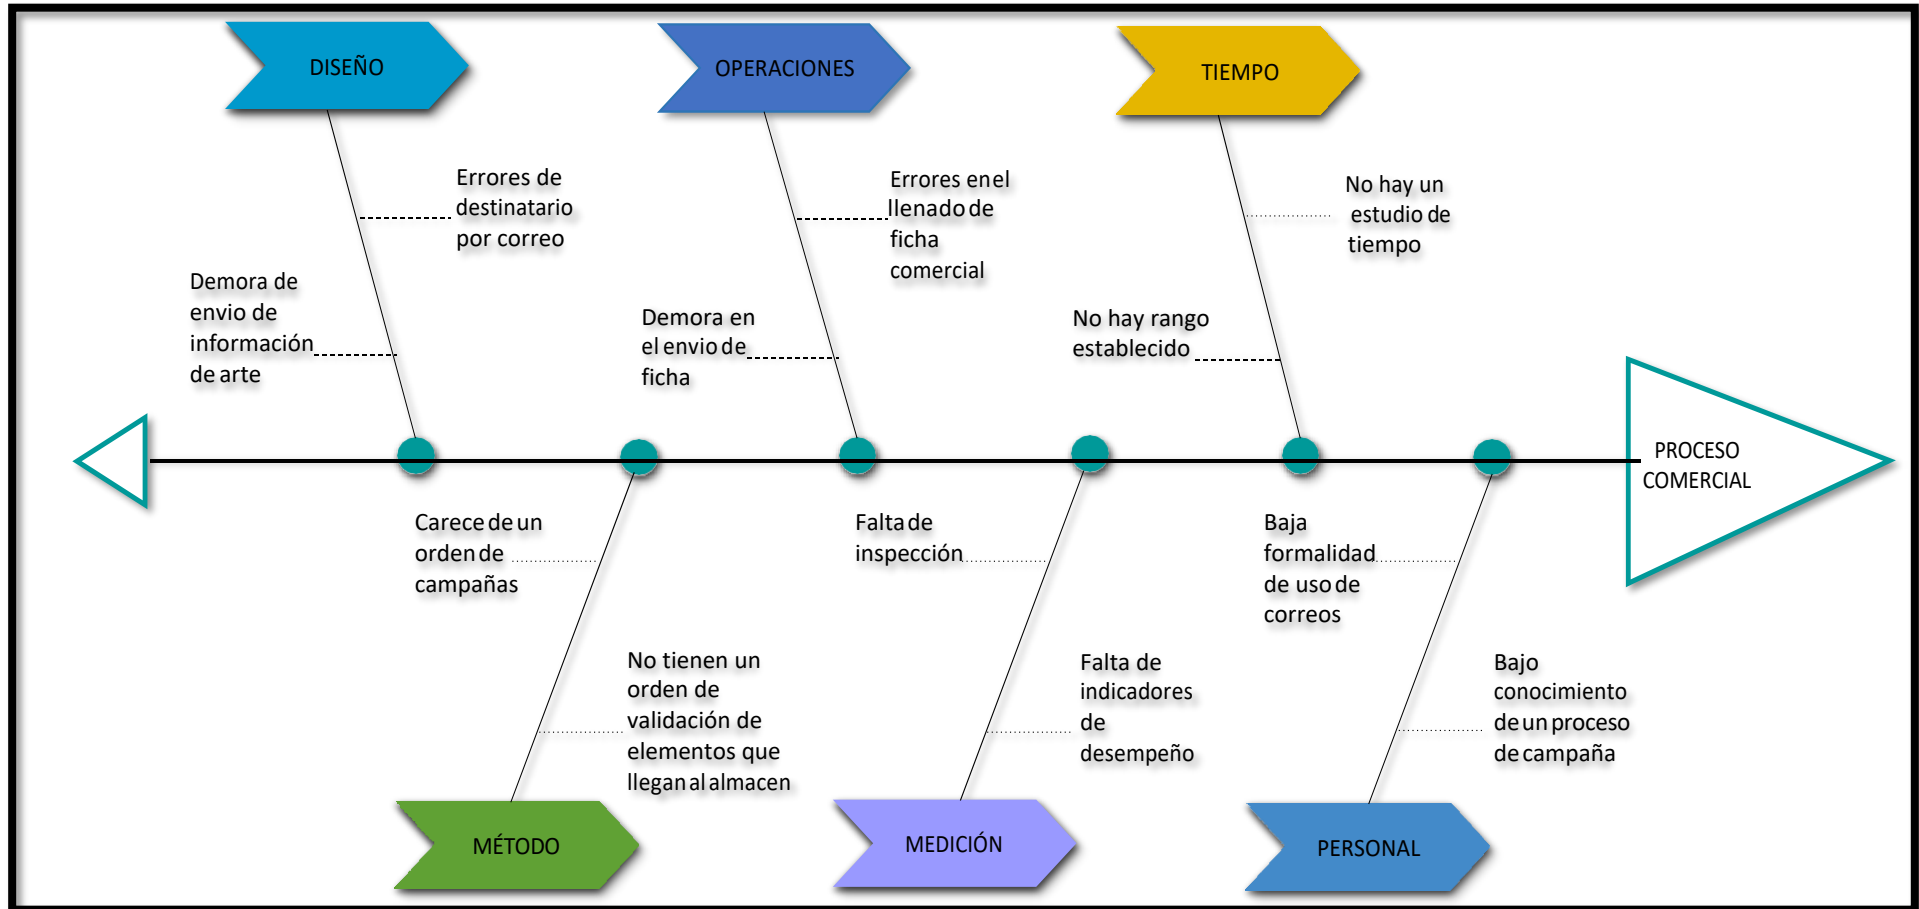 DISEÑO
OPERACIONES
TIEMPO
Errores de
destinatario
por correo
Errores en el
llenado de
ficha
comercial
No hay un
estudio de
tiempo
Demora de
envio de
información
de arte
Demora en
el envio de
ficha
No hay rango
establecido
PROCESO
COMERCIAL
Carece de un
orden de
campañas
Falta de
inspección
Baja
formalidad
de uso de
correos
No tienen un
orden de
validación de
elementos que
llegan al almacen
Falta de
indicadores
de
desempeño
Bajo
conocimiento
de un proceso
de campaña
MÉTODO
MEDICIÓN
PERSONAL